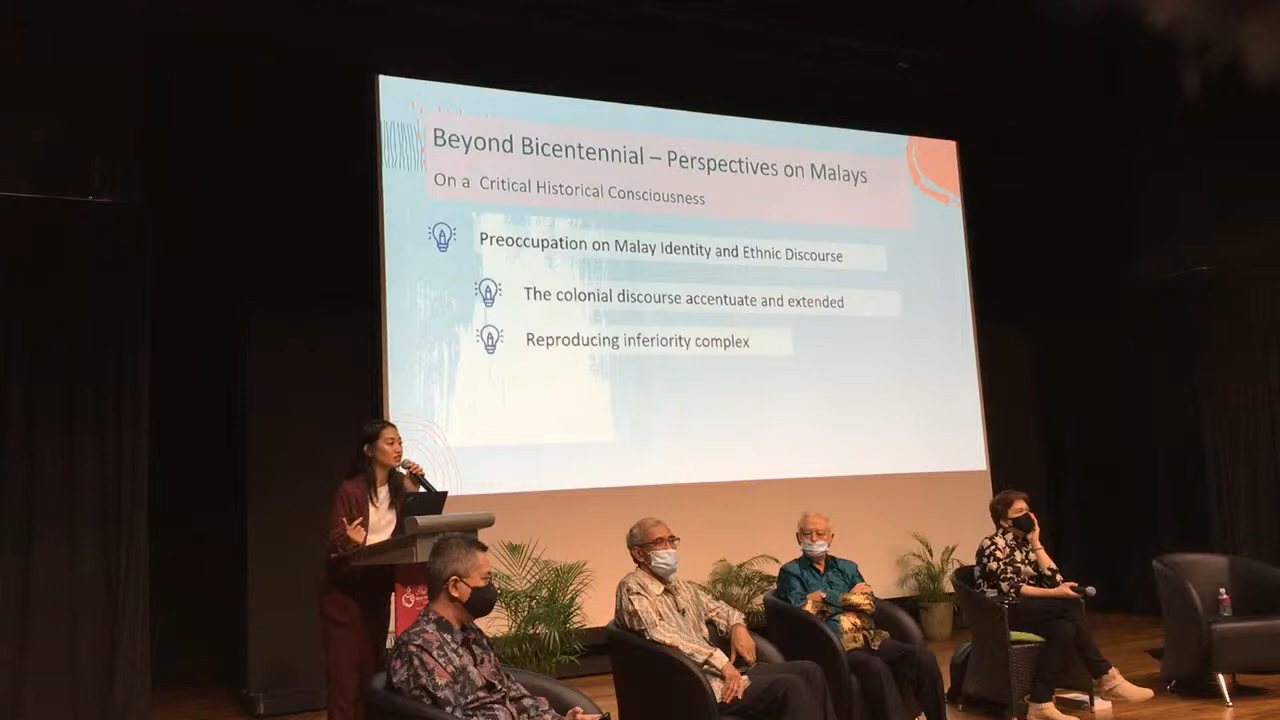 Beyond Bicentennial – Perspectives on Malays
On a Critical Historical Consciousness
Preoccupation on Malay Identity and Ethnic Discourse
The colonial discourse accentuate and extended
Reproducing inferiority complex